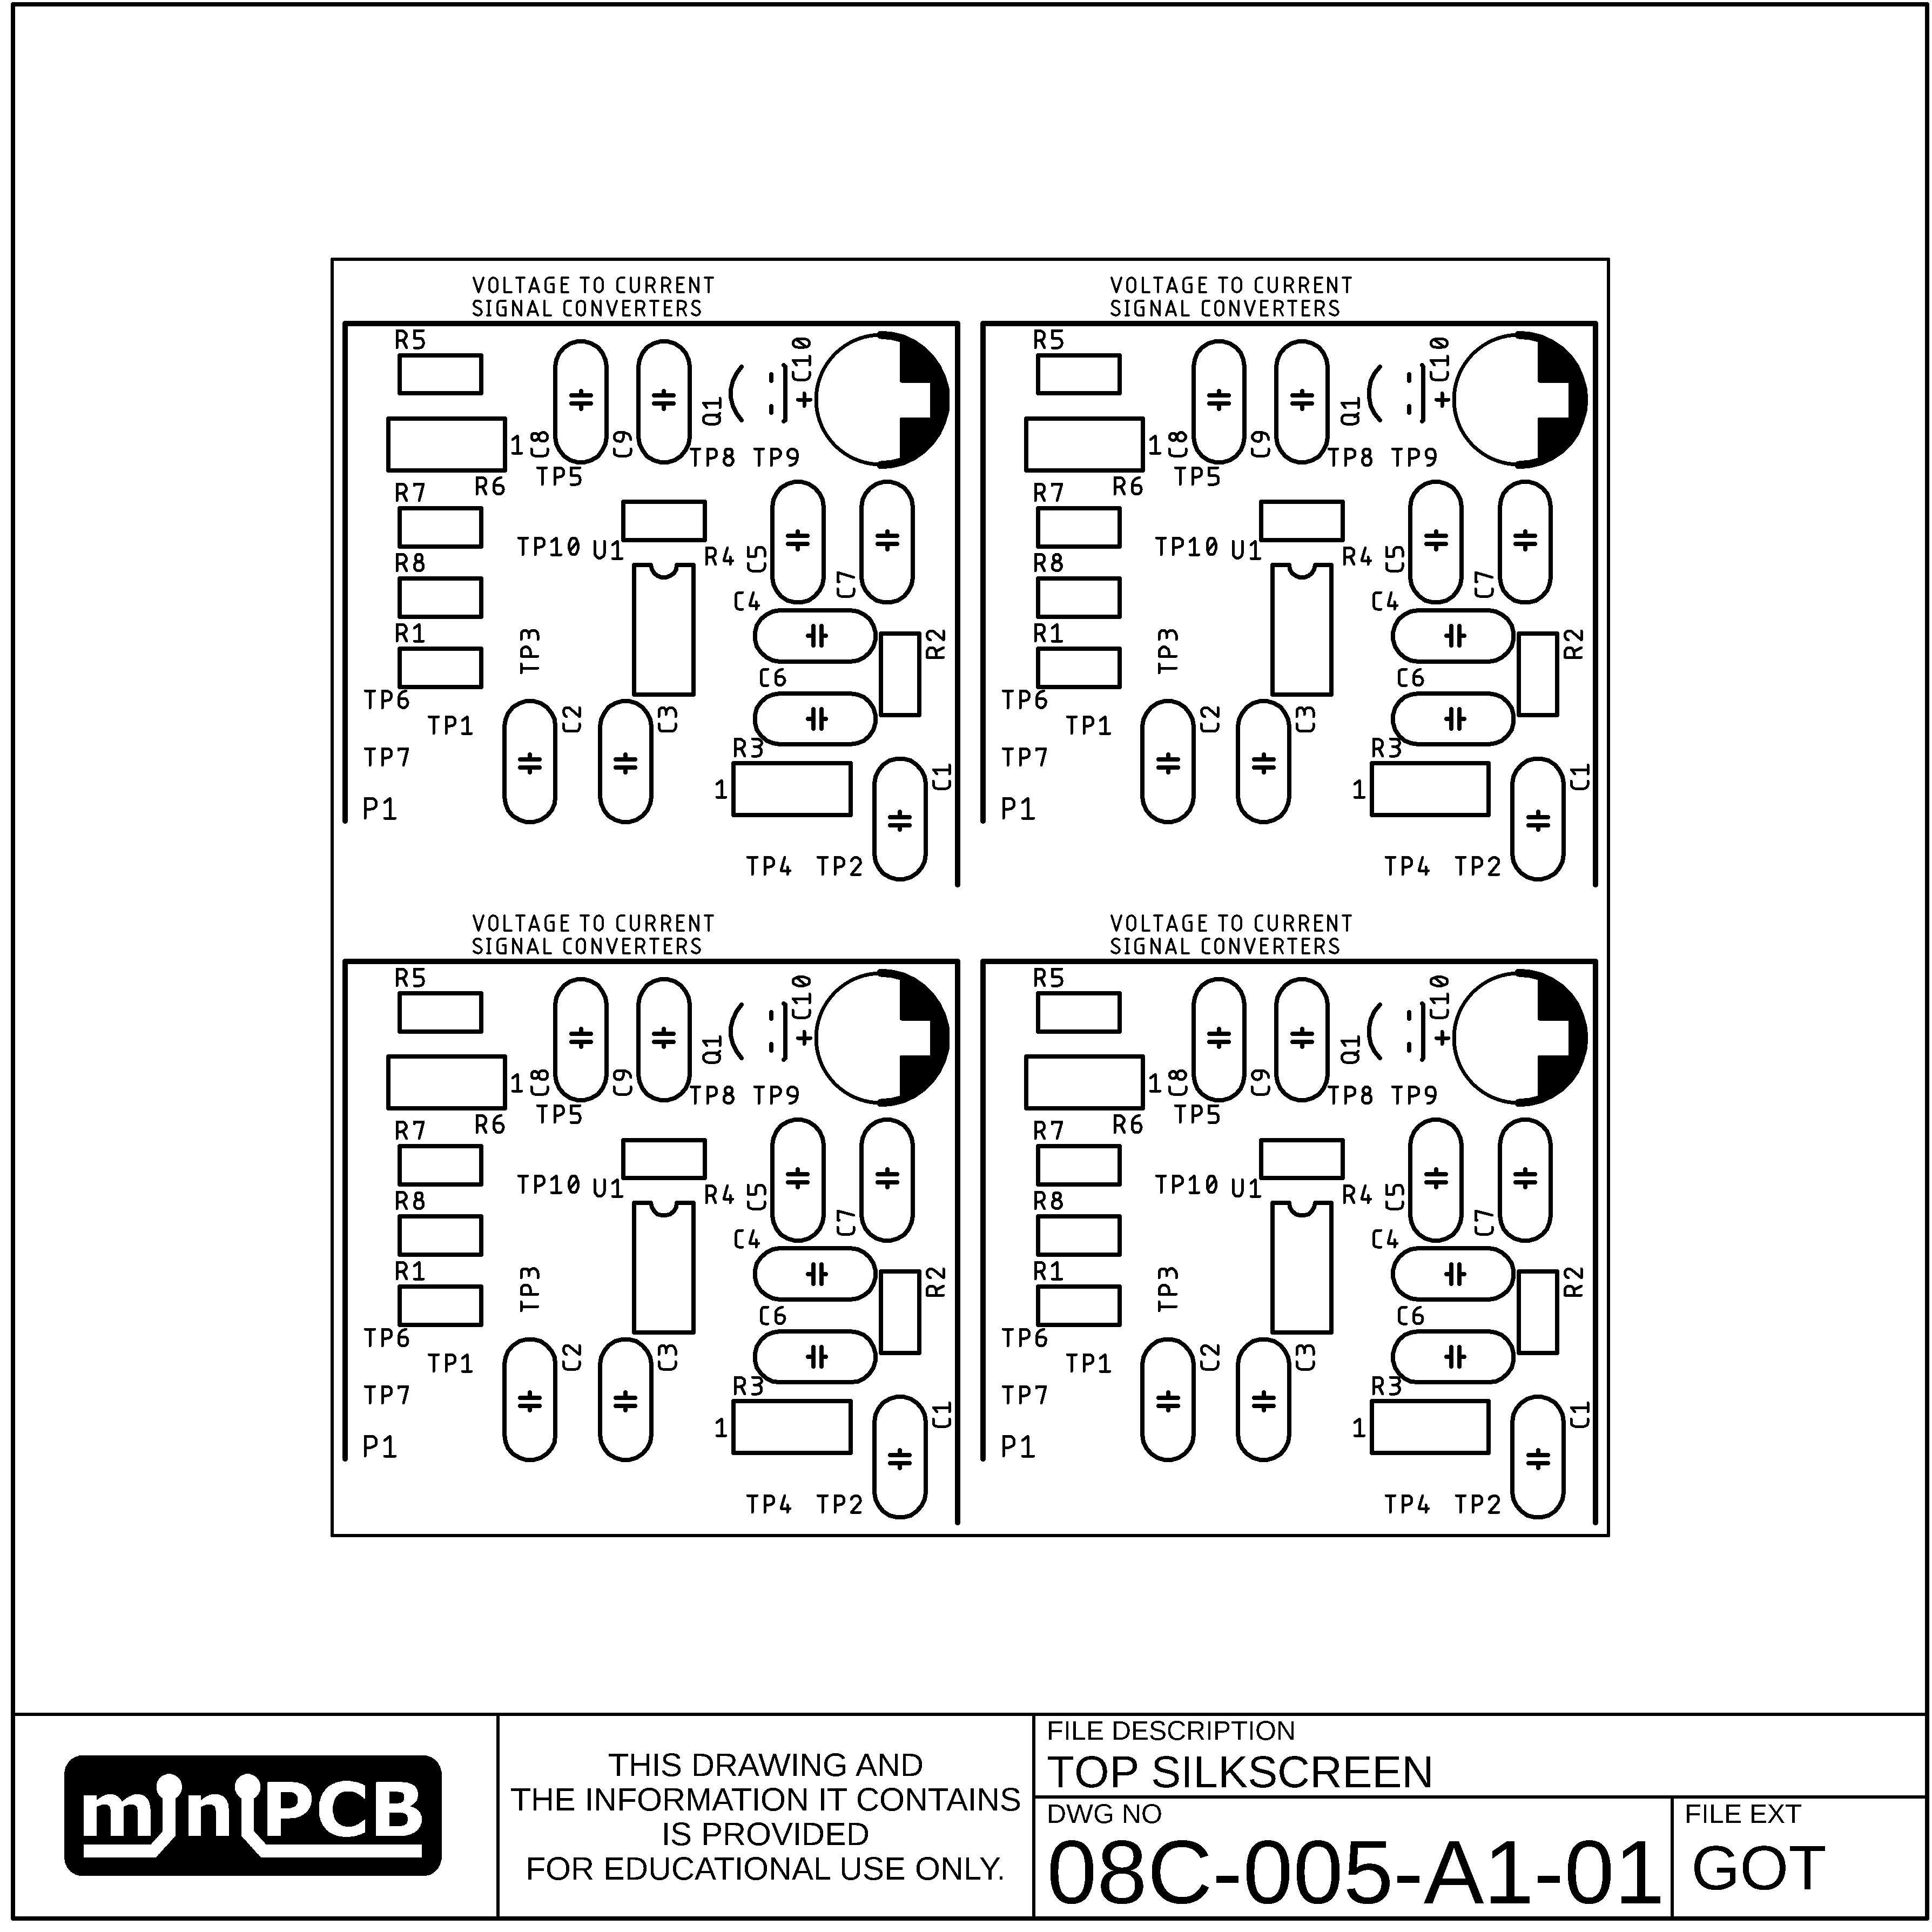 VOLTAGE TO CURRENT
SIGNAL CONVERTERS
R5
C10
1
C8
C9
Q1
+
TP5
TP8 TP9
R6
R7
TP10 U1
R4
C5
C7
R8
C4
R1
TP3
R2
TP6
C6
TP1
C2
C3
TP7
R3
C1
1
P1
TP4 TP2
VOLTAGE TO CURRENT
SIGNAL CONVERTERS
R5
C10
1
C8
C9
Q1
+
TP5
TP8 TP9
R6
R7
TP10 U1
R4
C5
C7
R8
C4
R1
TP3
R2
TP6
C6
TP1
C2
C3
TP7
R3
C1
1
P1
TP4 TP2
VOLTAGE TO CURRENT
SIGNAL CONVERTERS
R5
C10
1
C8
C9
Q1
+
TP5
TP8 TP9
R6
R7
TP10 U1
R4
C5
C7
R8
C4
R1
TP3
R2
TP6
C6
TP1
C2
C3
TP7
R3
C1
1
P1
TP4 TP2
VOLTAGE TO CURRENT
SIGNAL CONVERTERS
R5
C10
1
C8
C9
Q1
+
TP5
TP8 TP9
R6
R7
TP10 U1
R4
C5
C7
R8
C4
R1
TP3
R2
TP6
C6
TP1
C2
C3
TP7
R3
C1
1
P1
TP4 TP2
miniPCB
THIS DRAWING AND
THE INFORMATION IT CONTAINS
IS PROVIDED
FOR EDUCATIONAL USE ONLY.
FILE DESCRIPTION
TOP SILKSCREEN
DWG NO
08C-005-A1-01
FILE EXT
GOT